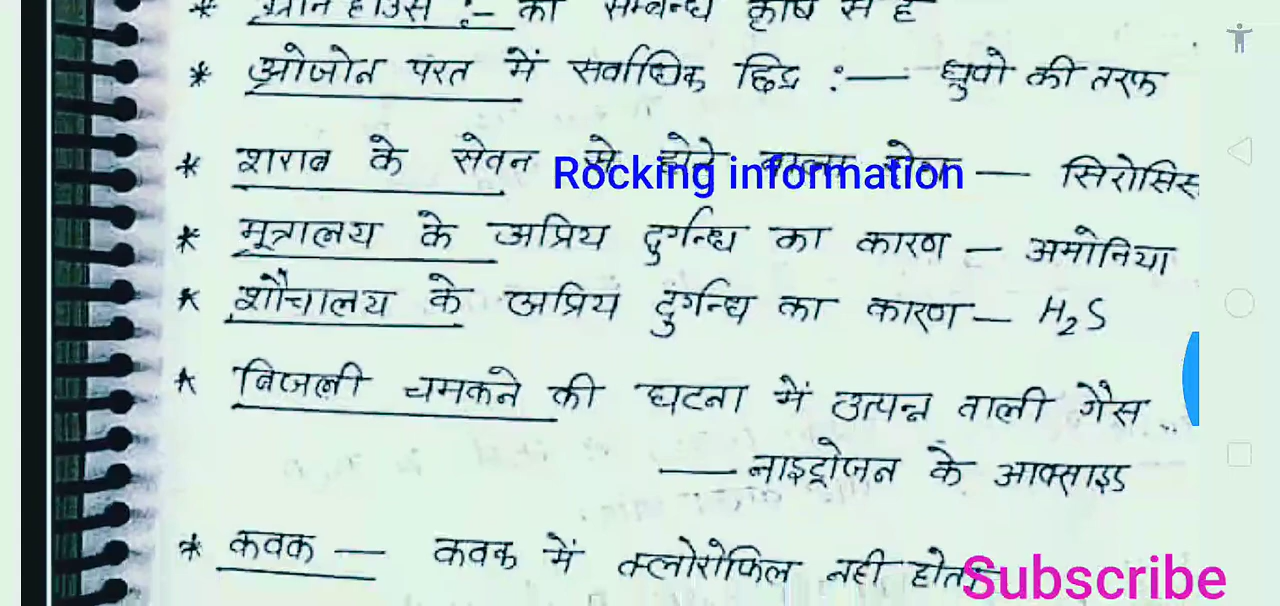 * ग्रीन हाउस :- का सम्बन्ध कृषि से है
* ओजोन परत में सर्वाधिक छिद्र :— ध्रुवो की तरफ
* शराब के सेवन से होने वाला रोग — सिरोसिस
Rocking information
* मूत्रालय के अप्रिय दुर्गन्धि का कारण — अमोनिया
* शौचालय के अप्रिय दुर्गन्धि का कारण — H₂S
* बिजली चमकने की घटना में उत्पन्न वाली गैस
— नाइट्रोजन के आक्साइड
* कवक — कवक में क्लोरोफिल नही होता
Subscribe